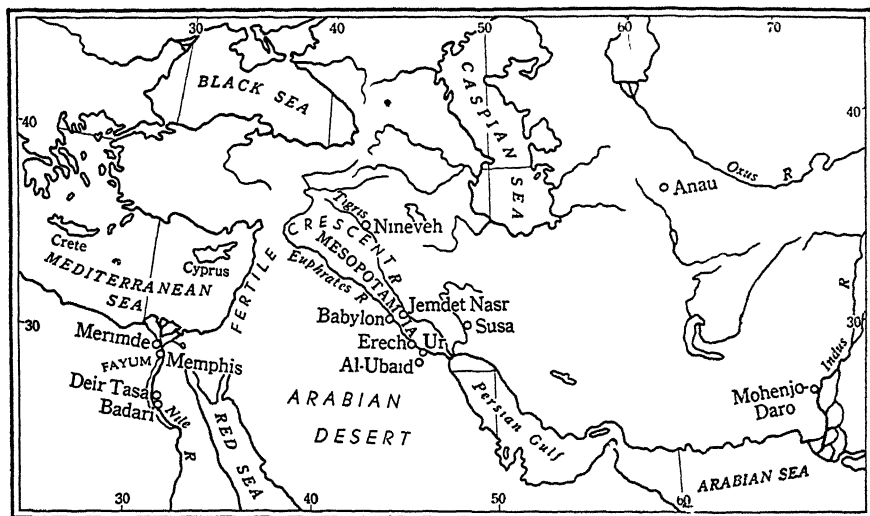 30
40
50
60
70
BLACK SEA
CASPIAN SEA
40
40
Oxus R
Anau
Tigris R
Nineveh
FERTILE CRESCENT
MESOPOTAMIA
Crete
Cyprus
MEDITERRANEAN SEA
Euphrates R
Jemdet Nasr
Babylon
Susa
30
30
Erech
Ur
Al-Ubaid
Merimde
FAYUM
Memphis
Indus R
Deir Tasa
Badari
Nile R
RED SEA
ARABIAN
DESERT
Persian Gulf
Mohenjo-
Daro
ARABIAN SEA
30
40
50
60